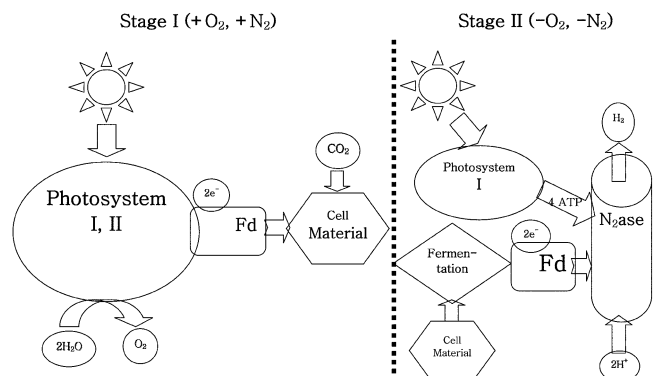 Stage I (+O₂, +N₂)
Photosystem
I, II
2e⁻
Fd
CO₂
Cell
Material
2H₂O
O₂
Stage II (−O₂, −N₂)
Photosystem
I
4 ATP
H₂
N₂ase
2e⁻
Fd
Fermen-
tation
Cell
Material
2H⁺